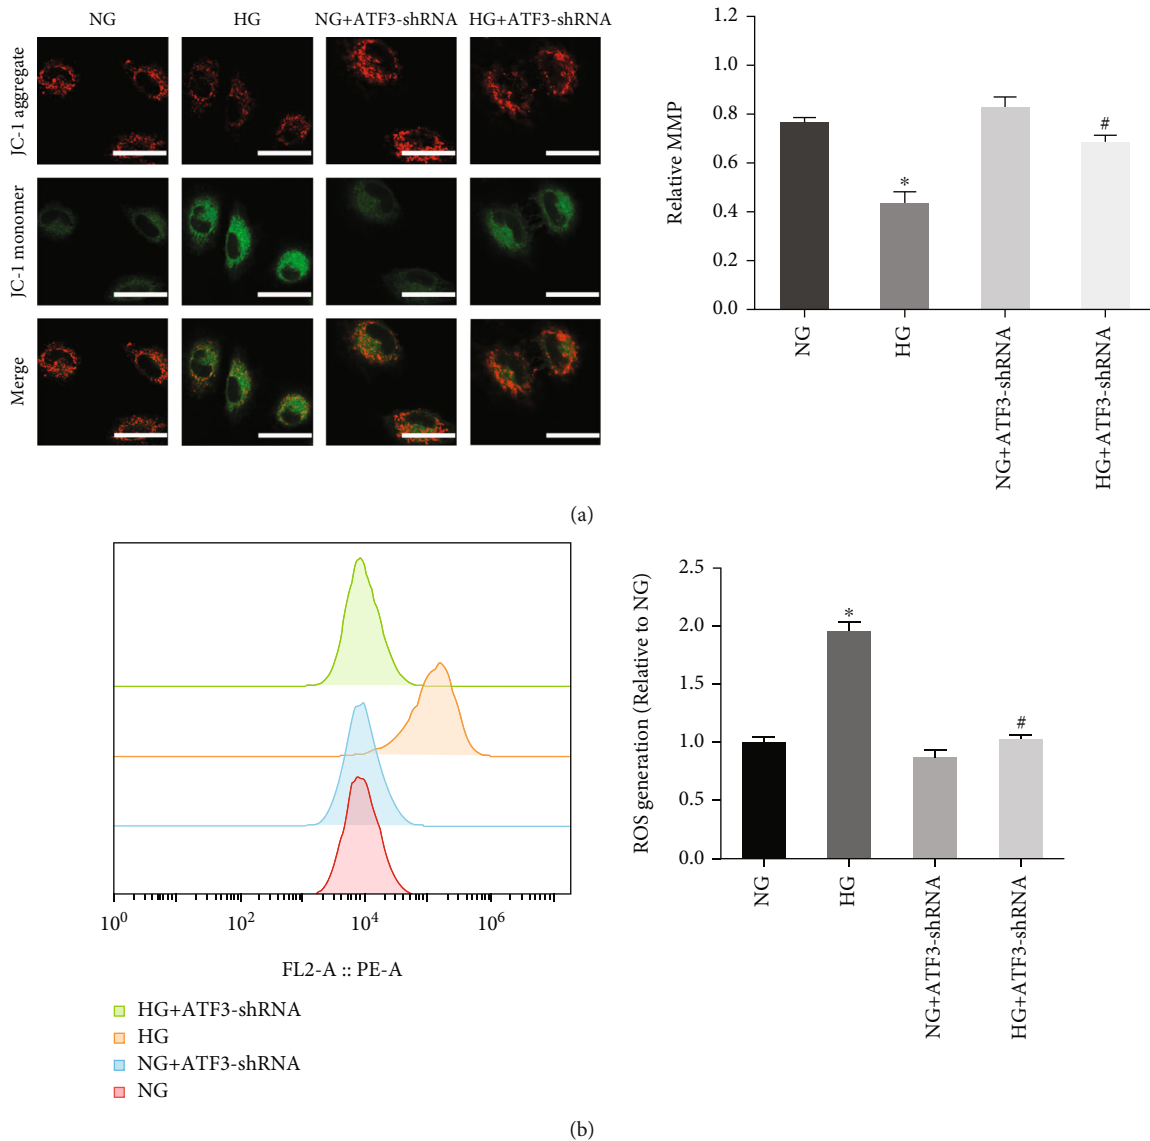 NG HG NG+ATF3-shRNA HG+ATF3-shRNA
JC-1 aggregate
JC-1 monomer
Merge
Relative MMP
1.2
1.0
0.8
0.6
0.4
0.2
0.0
*
#
NG
HG
NG+ATF3-shRNA
HG+ATF3-shRNA
(a)
10^0 10^2 10^4 10^6
FL2-A :: PE-A
HG+ATF3-shRNA
HG
NG+ATF3-shRNA
NG
ROS generation (Relative to NG)
2.5
2.0
1.5
1.0
0.5
0.0
*
#
NG
HG
NG+ATF3-shRNA
HG+ATF3-shRNA
(b)